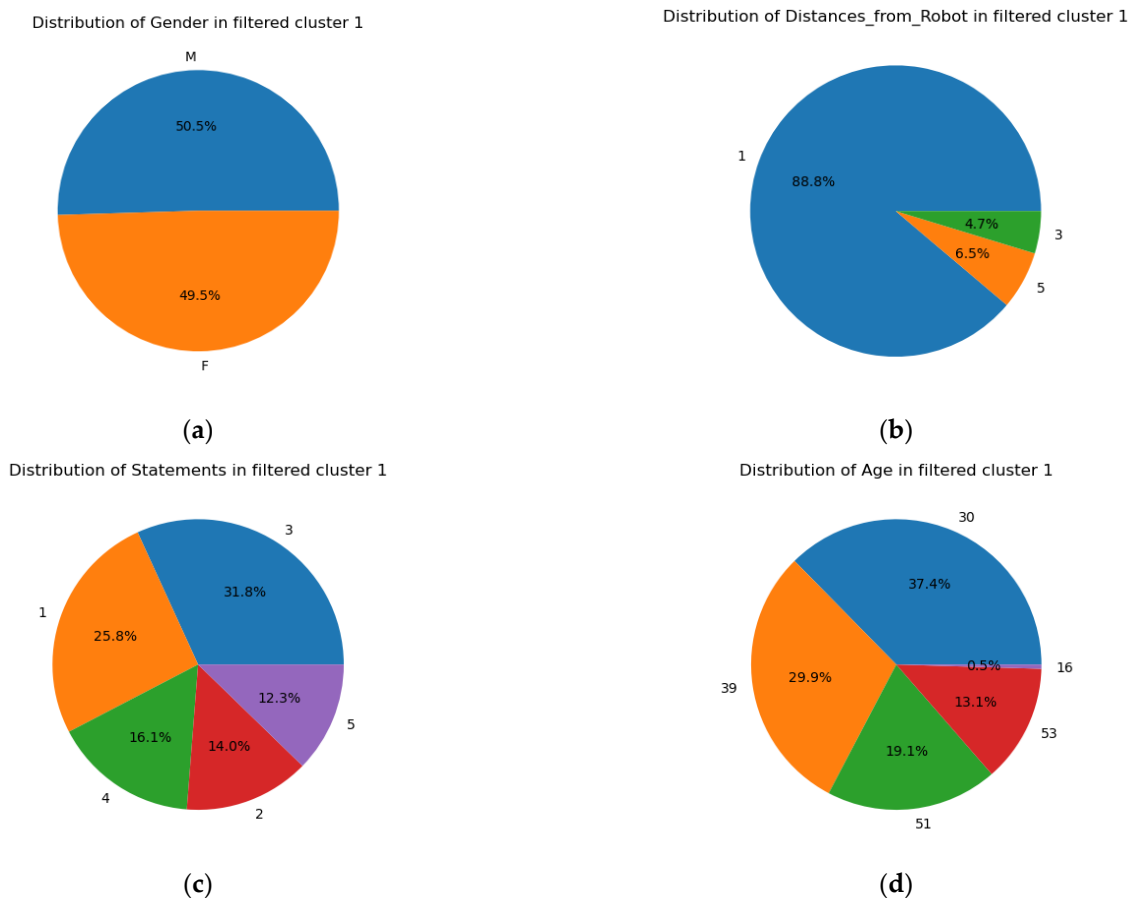 Distribution of Gender in filtered cluster 1
M
50.5%
49.5%
F
(a)
Distribution of Distances_from_Robot in filtered cluster 1
1
88.8%
4.7%
3
6.5%
5
(b)
Distribution of Statements in filtered cluster 1
3
31.8%
1
25.8%
12.3%
5
16.1%
14.0%
4
2
(c)
Distribution of Age in filtered cluster 1
30
37.4%
0.5%
16
39
29.9%
13.1%
53
19.1%
51
(d)